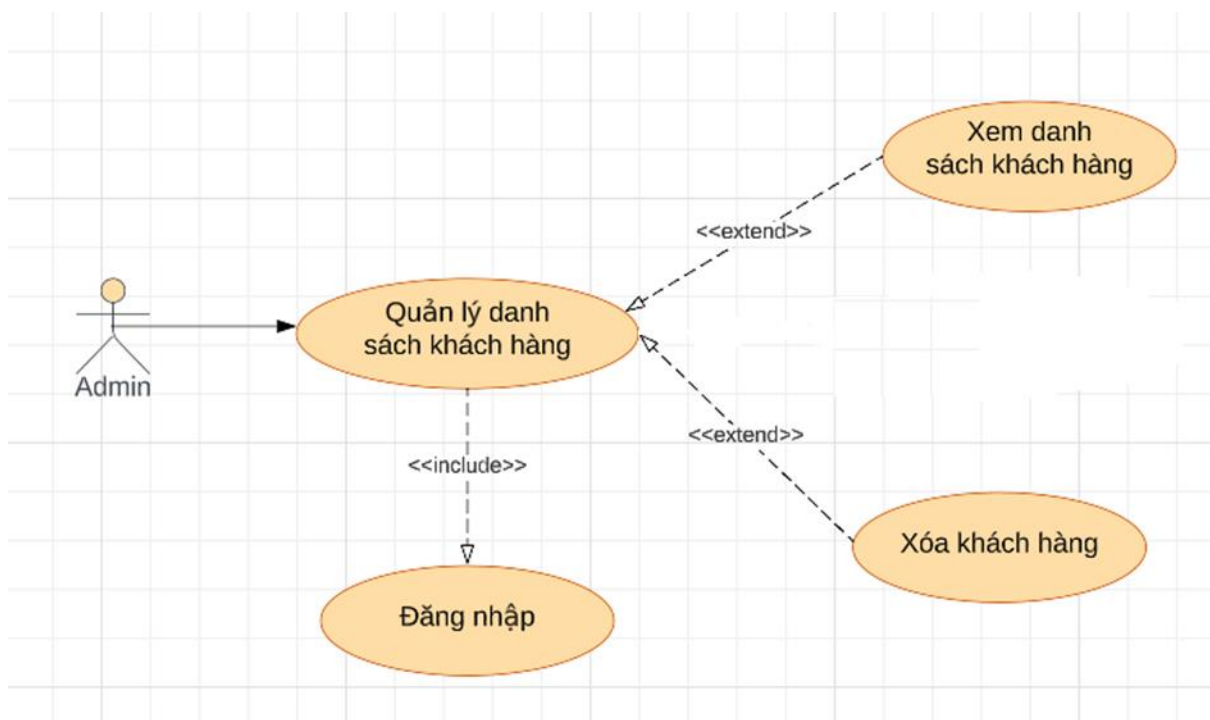 Xem danh
sách khách hàng
<<extend>>
Quản lý danh
sách khách hàng
Admin
<<extend>>
<<include>>
Xóa khách hàng
Đăng nhập